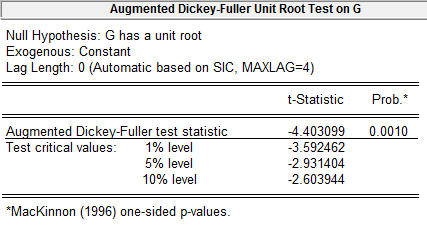 Augmented Dickey-Fuller Unit Root Test on G
Null Hypothesis: G has a unit root
Exogenous: Constant
Lag Length: 0 (Automatic based on SIC, MAXLAG=4)
t-Statistic Prob.*
Augmented Dickey-Fuller test statistic -4.403099 0.0010
Test critical values: 1% level -3.592462
5% level -2.931404
10% level -2.603944
*MacKinnon (1996) one-sided p-values.